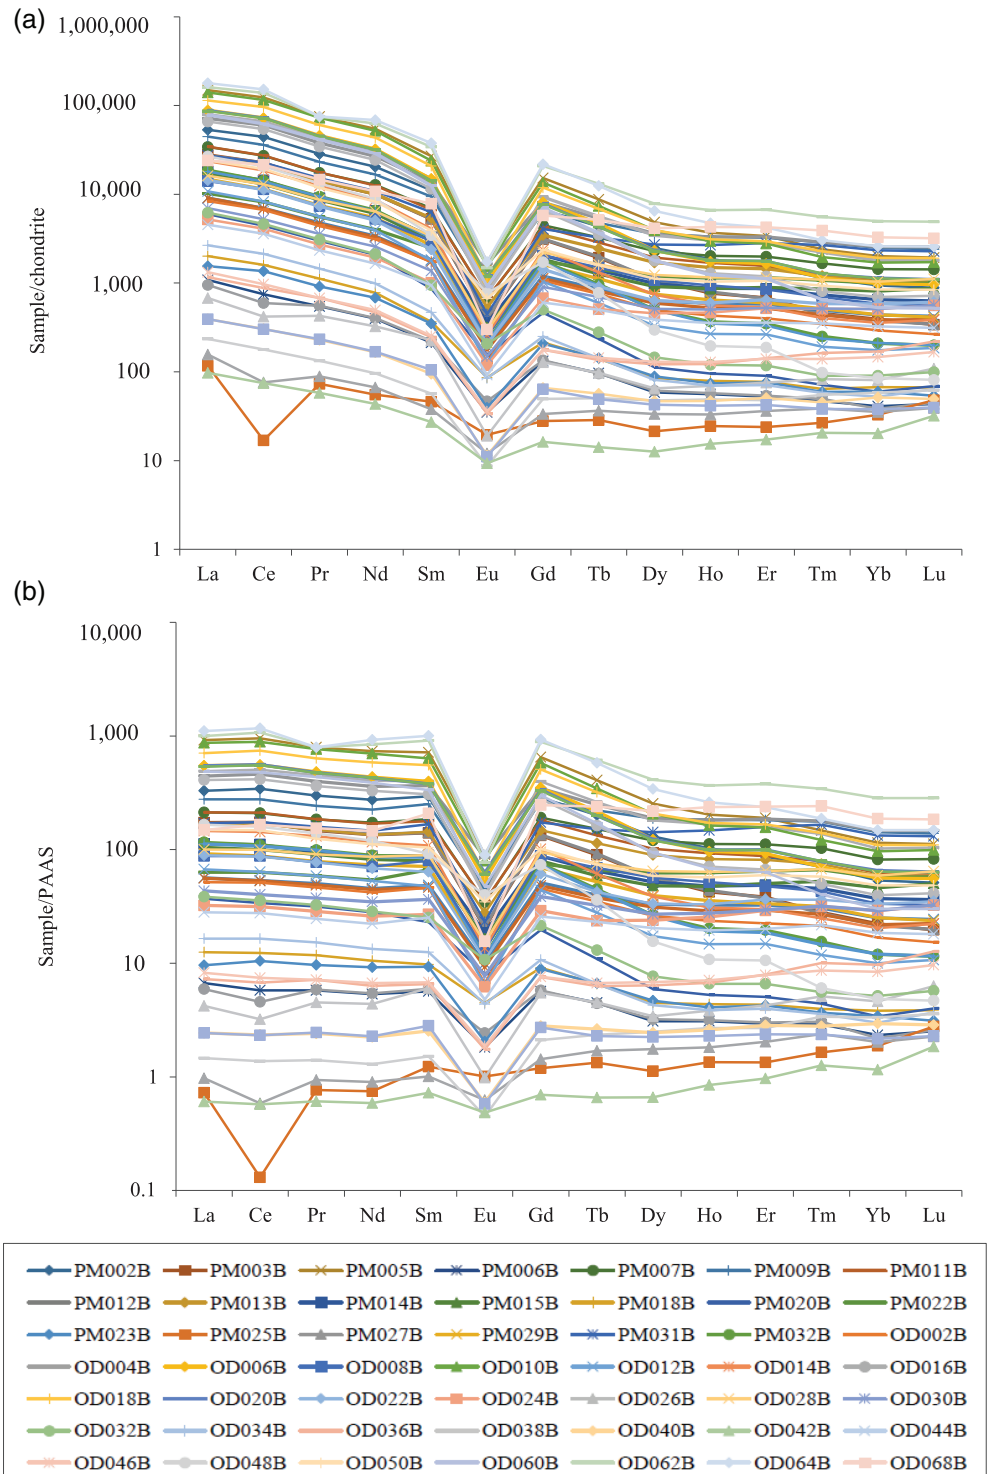 (a)
1,000,000
100,000
10,000
1,000
100
10
1
Sample/chondrite
La Ce Pr Nd Sm Eu Gd Tb Dy Ho Er Tm Yb Lu
(b)
10,000
1,000
100
10
1
0.1
Sample/PAAS
La Ce Pr Nd Sm Eu Gd Tb Dy Ho Er Tm Yb Lu
PM002B PM003B PM005B PM006B PM007B PM009B PM011B
PM012B PM013B PM014B PM015B PM018B PM020B PM022B
PM023B PM025B PM027B PM029B PM031B PM032B OD002B
OD004B OD006B OD008B OD010B OD012B OD014B OD016B
OD018B OD020B OD022B OD024B OD026B OD028B OD030B
OD032B OD034B OD036B OD038B OD040B OD042B OD044B
OD046B OD048B OD050B OD060B OD062B OD064B OD068B